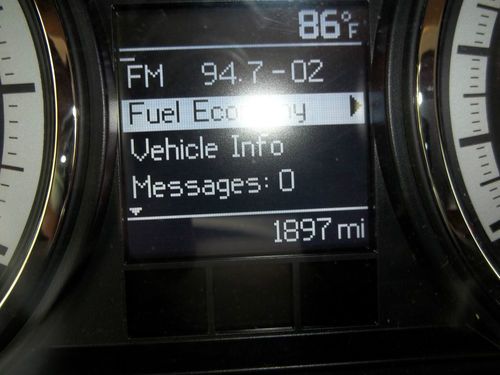 86°F
FM 94.7-02
Fuel Economy
Vehicle Info
Messages: 0
1897 mi